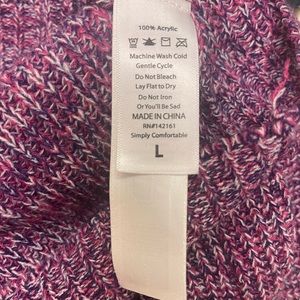 100% Acrylic
Machine Wash Cold
Gentle Cycle
Do Not Bleach
Lay Flat to Dry
Do Not Iron
Or You'll Be Sad
MADE IN CHINA
RN#142161
Simply Comfortable
L